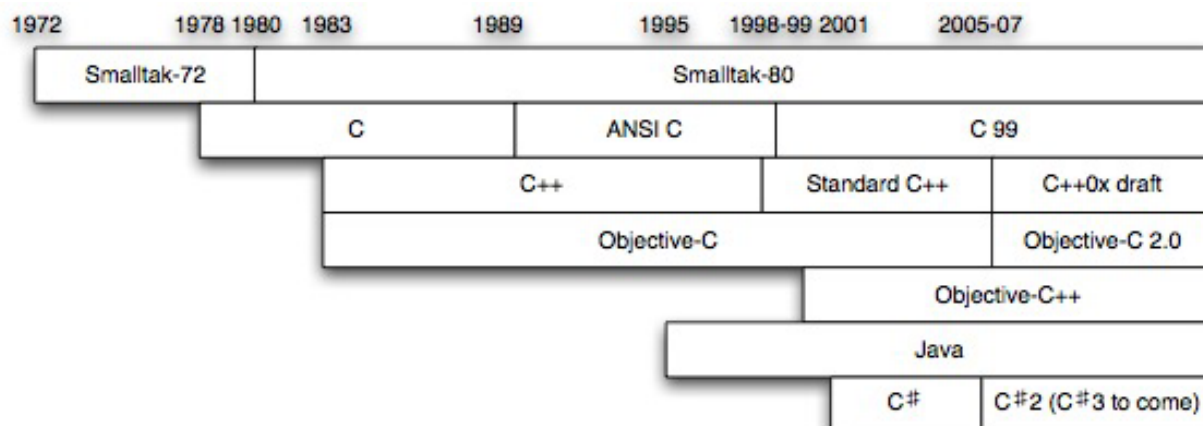 1972 1978 1980 1983 1989 1995 1998-99 2001 2005-07
Smalltak-72 Smalltak-80
C ANSI C C 99
C++ Standard C++ C++0x draft
Objective-C Objective-C 2.0
Objective-C++
Java
C♯ C♯2 (C♯3 to come)